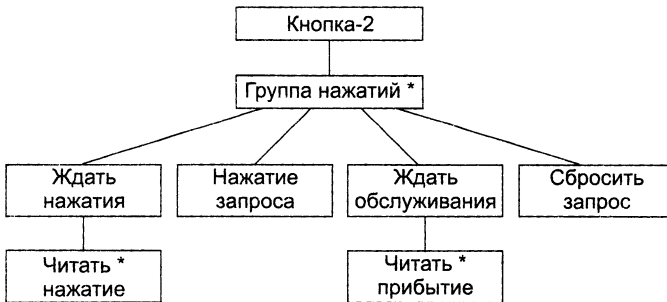 Кнопка-2
Группа нажатий *
Ждать
нажатия
Нажатие
запроса
Ждать
обслуживания
Сбросить
запрос
Читать *
нажатие
Читать *
прибытие